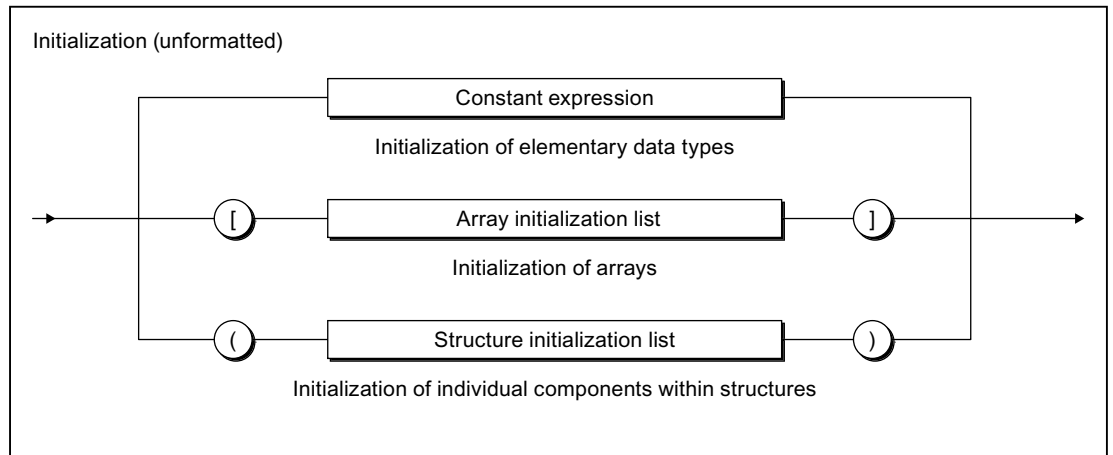 Initialization (unformatted)
Constant expression
Initialization of elementary data types
[ Array initialization list ]
Initialization of arrays
( Structure initialization list )
Initialization of individual components within structures